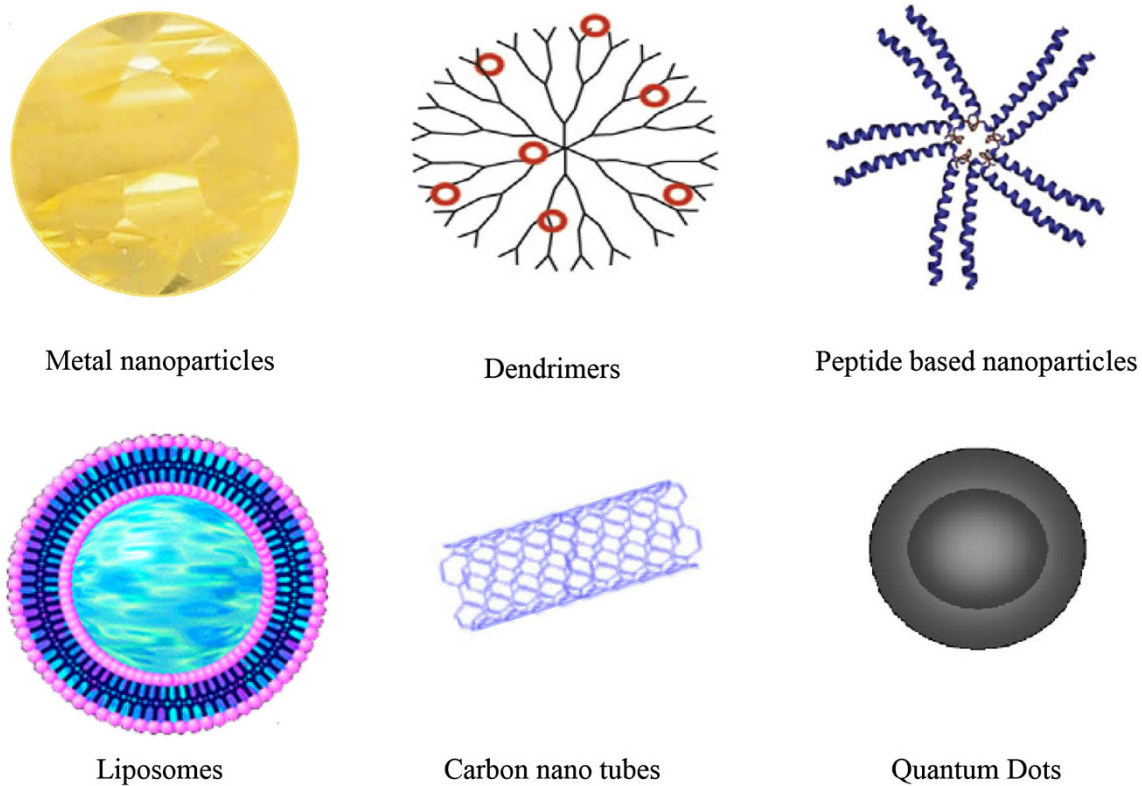 Metal nanoparticles
Dendrimers
Peptide based nanoparticles
Liposomes
Carbon nano tubes
Quantum Dots